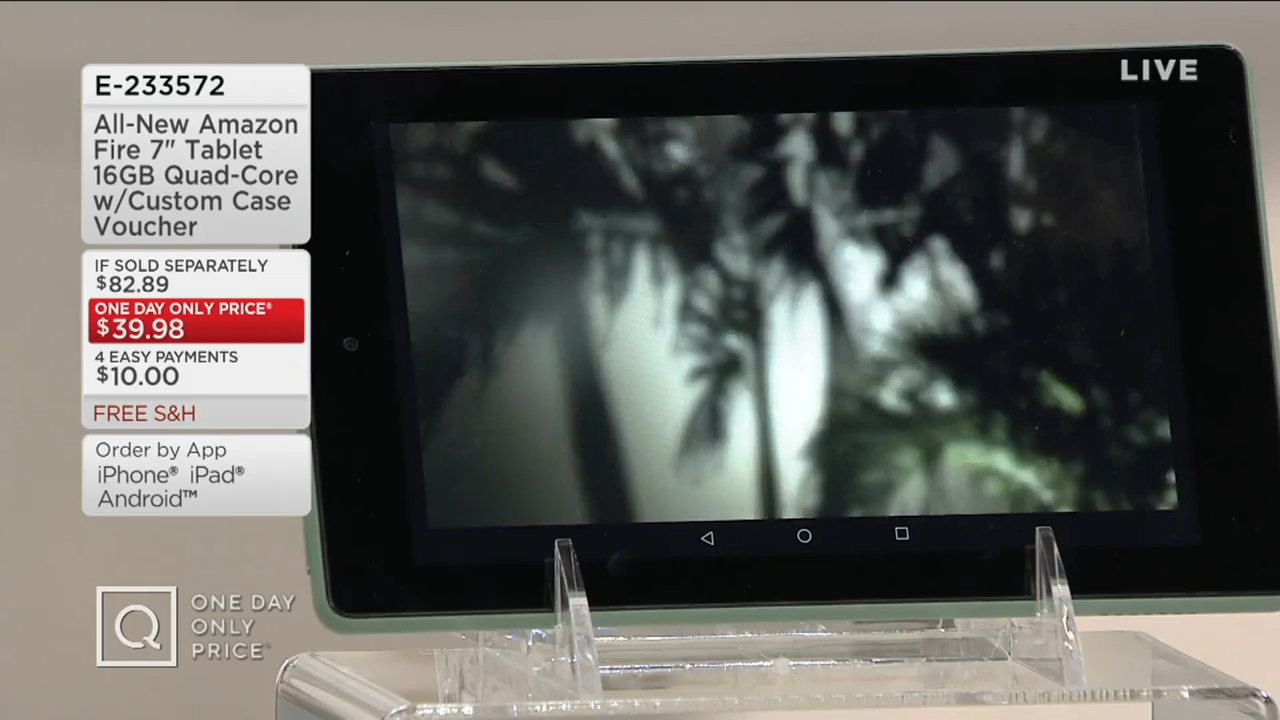 E-233572
All-New Amazon
Fire 7" Tablet
16GB Quad-Core
w/Custom Case
Voucher
IF SOLD SEPARATELY
$82.89
ONE DAY ONLY PRICE®
$39.98
4 EASY PAYMENTS
$10.00
FREE S&H
Order by App
iPhone® iPad®
Android™
Q
ONE DAY
ONLY
PRICE®
LIVE